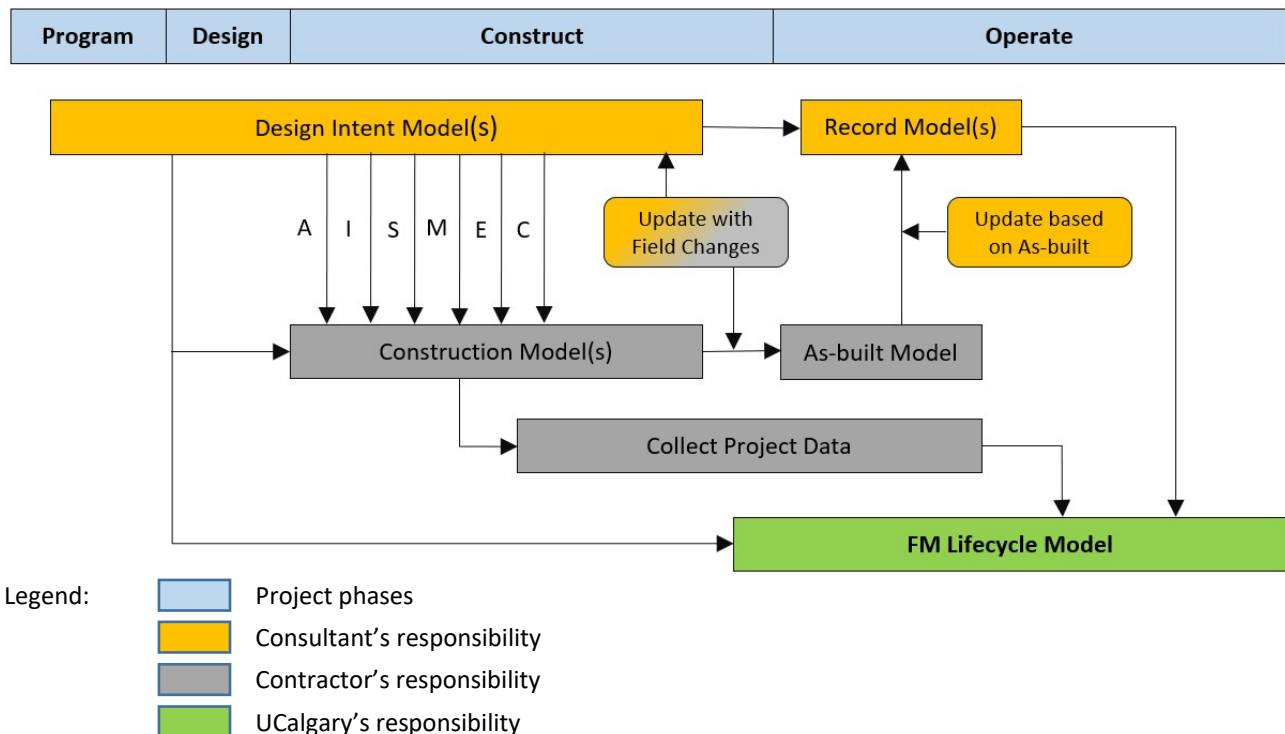 Program
Design
Construct
Operate
Design Intent Model(s)
Record Model(s)
A
I
S
M
E
C
Update with
Field Changes
Update based
on As-built
Construction Model(s)
As-built Model
Collect Project Data
FM Lifecycle Model
Legend:
Project phases
Consultant’s responsibility
Contractor’s responsibility
UCalgary’s responsibility